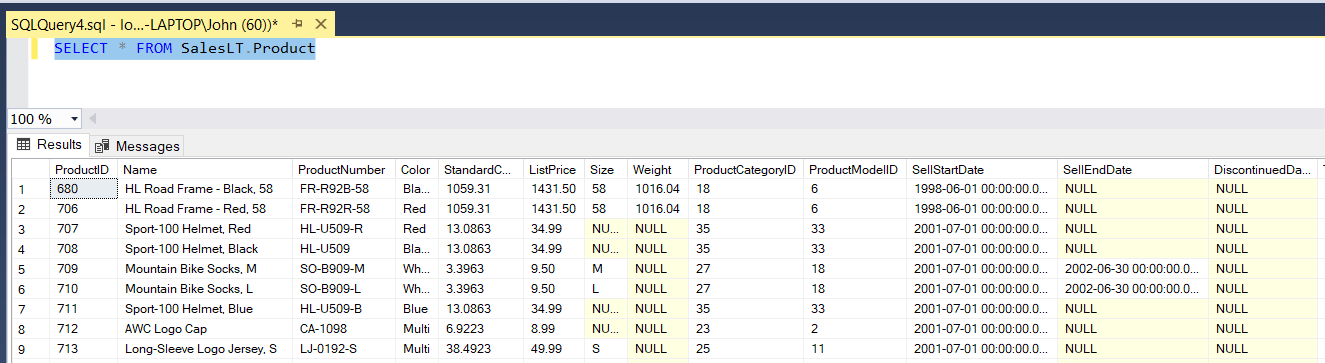 SQLQuery4.sql - lo...-LAPTOP\John (60))*
SELECT * FROM SalesLT.Product
100 %
Results Messages
ProductID Name ProductNumber Color StandardC... ListPrice Size Weight ProductCategoryID ProductModelID SellStartDate SellEndDate DiscontinuedDa...
1 680 HL Road Frame - Black, 58 FR-R92B-58 Bla... 1059.31 1431.50 58 1016.04 18 6 1998-06-01 00:00:00.0... NULL NULL
2 706 HL Road Frame - Red, 58 FR-R92R-58 Red 1059.31 1431.50 58 1016.04 18 6 1998-06-01 00:00:00.0... NULL NULL
3 707 Sport-100 Helmet, Red HL-U509-R Red 13.0863 34.99 NU... NULL 35 33 2001-07-01 00:00:00.0... NULL NULL
4 708 Sport-100 Helmet, Black HL-U509 Bla... 13.0863 34.99 NU... NULL 35 33 2001-07-01 00:00:00.0... NULL NULL
5 709 Mountain Bike Socks, M SO-B909-M Wh... 3.3963 9.50 M NULL 27 18 2001-07-01 00:00:00.0... 2002-06-30 00:00:00.0... NULL
6 710 Mountain Bike Socks, L SO-B909-L Wh... 3.3963 9.50 L NULL 27 18 2001-07-01 00:00:00.0... 2002-06-30 00:00:00.0... NULL
7 711 Sport-100 Helmet, Blue HL-U509-B Blue 13.0863 34.99 NU... NULL 35 33 2001-07-01 00:00:00.0... NULL NULL
8 712 AWC Logo Cap CA-1098 Multi 6.9223 8.99 NU... NULL 23 2 2001-07-01 00:00:00.0... NULL NULL
9 713 Long-Sleeve Logo Jersey, S LJ-0192-S Multi 38.4923 49.99 S NULL 25 11 2001-07-01 00:00:00.0... NULL NULL